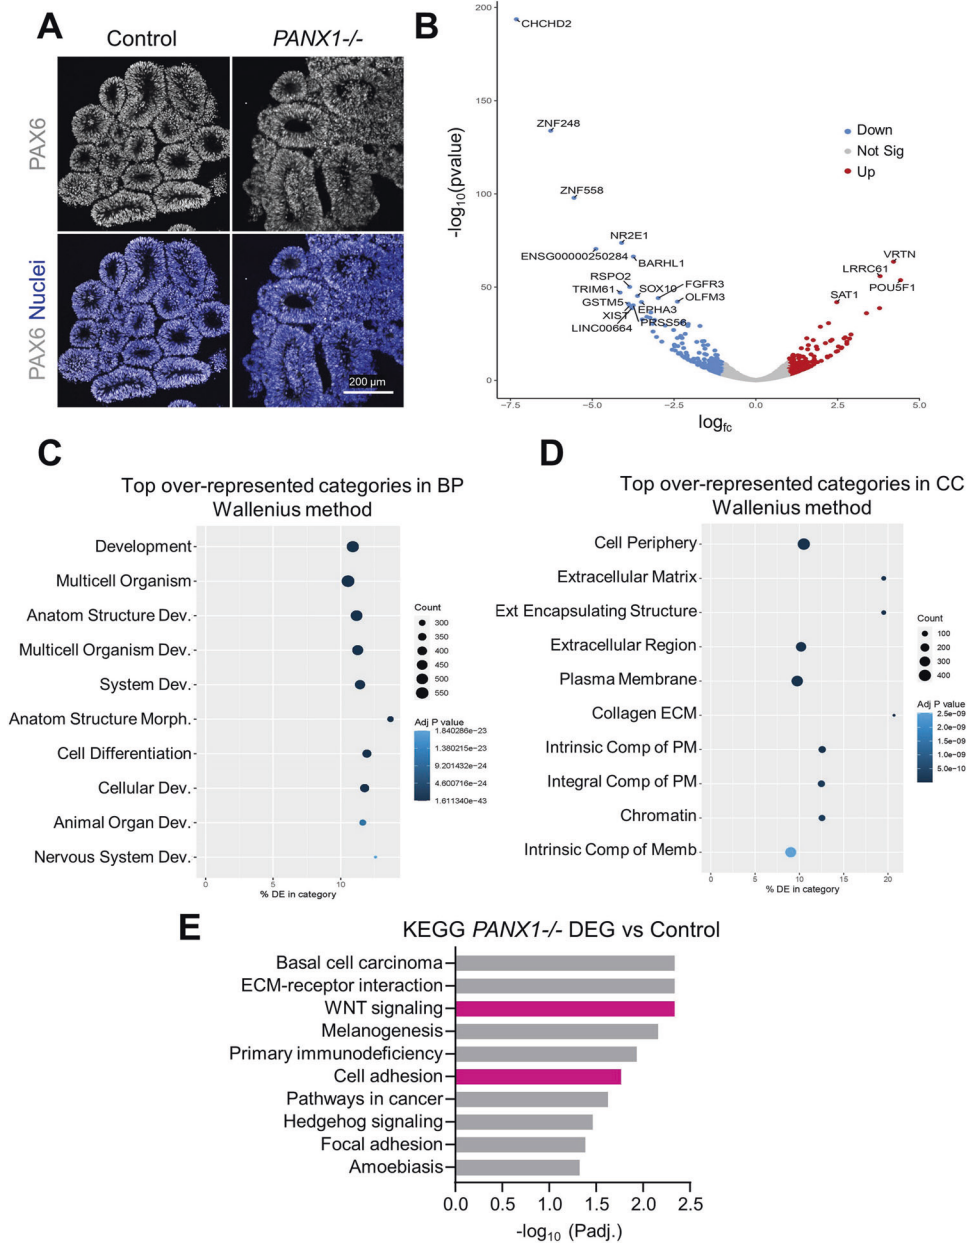 A
Control
PANX1-/-
PAX6
PAX6 Nuclei
200 µm
B
200
150
100
50
0
-log10(pvalue)
CHCHD2
ZNF248
ZNF558
NR2E1
ENSG00000250284
BARHL1
RSPO2
TRIM61
SOX10
FGFR3
GSTM5
OLFM3
XIST
EPHA3
LINC00664
PRSS56
VRTN
LRRC61
POU5F1
SAT1
Down
Not Sig
Up
-7.5
-5.0
-2.5
0.0
2.5
5.0
logfc
C
Top over-represented categories in BP
Wallenius method
Development
Multicell Organism
Anatom Structure Dev.
Multicell Organism Dev.
System Dev.
Anatom Structure Morph.
Cell Differentiation
Cellular Dev.
Animal Organ Dev.
Nervous System Dev.
0
5
10
% DE in category
Count
300
350
400
450
500
550
Adj P value
1.840286e-23
1.380215e-23
9.201432e-24
4.600716e-24
1.611340e-43
D
Top over-represented categories in CC
Wallenius method
Cell Periphery
Extracellular Matrix
Ext Encapsulating Structure
Extracellular Region
Plasma Membrane
Collagen ECM
Intrinsic Comp of PM
Integral Comp of PM
Chromatin
Intrinsic Comp of Memb
0
5
10
15
20
% DE in category
Count
100
200
300
400
Adj P value
2.5e-09
2.0e-09
1.5e-09
1.0e-09
5.0e-10
E
KEGG PANX1-/- DEG vs Control
Basal cell carcinoma
ECM-receptor interaction
WNT signaling
Melanogenesis
Primary immunodeficiency
Cell adhesion
Pathways in cancer
Hedgehog signaling
Focal adhesion
Amoebiasis
0.0
0.5
1.0
1.5
2.0
2.5
-log10 (Padj.)